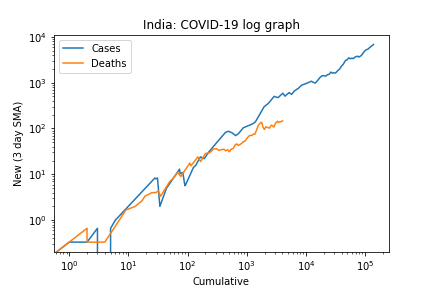 India: COVID-19 log graph
Cases
Deaths
New (3 day SMA)
10⁴
10³
10²
10¹
10⁰
10⁰
10¹
10²
10³
10⁴
10⁵
Cumulative